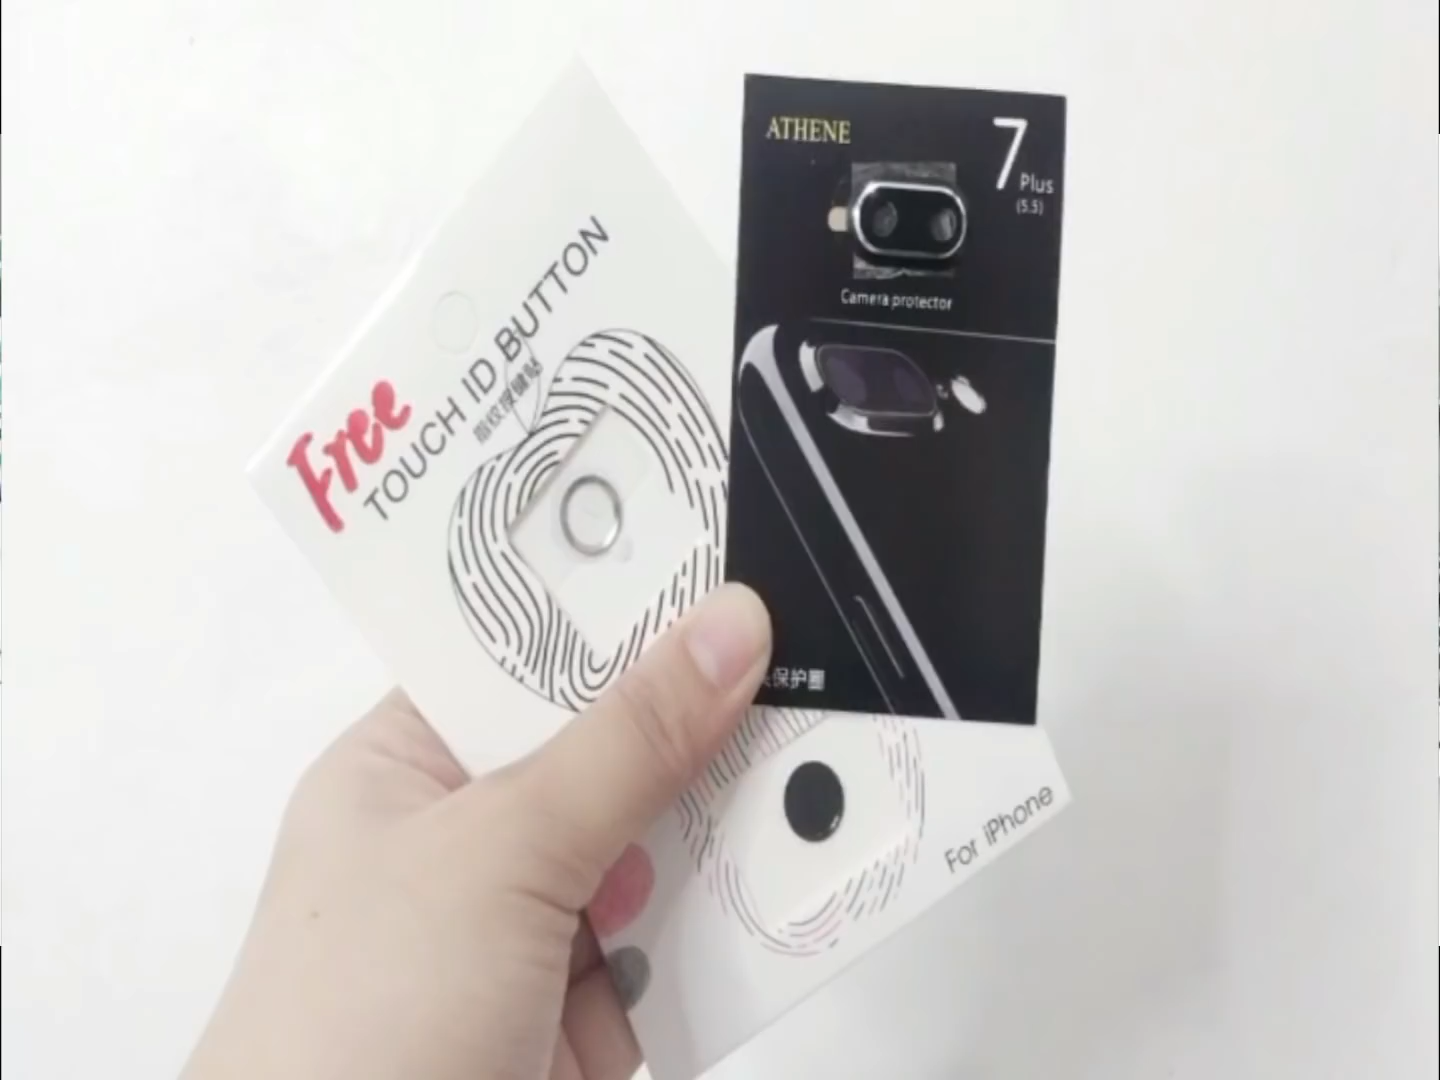 Free
TOUCH ID BUTTON
指纹按键贴
ATHENE
7
Plus
(5.5)
Camera protector
保护圈
For iPhone